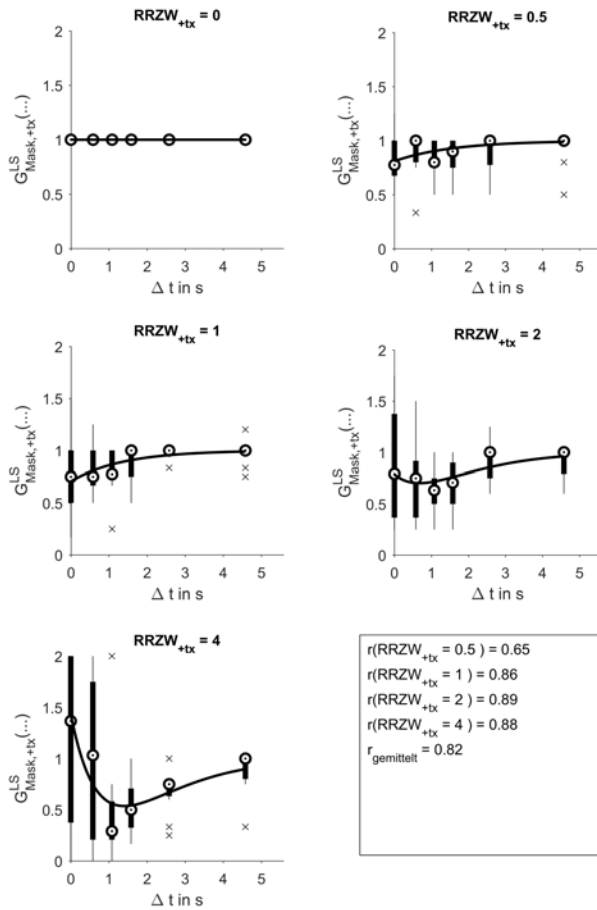 RRZW+tx = 0
2
1.5
1
0.5
0
G^LS_Mask,+tx(...)
0 1 2 3 4 5
Δ t in s
RRZW+tx = 0.5
2
1.5
1
0.5
0
G^LS_Mask,+tx(...)
0 1 2 3 4 5
Δ t in s
RRZW+tx = 1
2
1.5
1
0.5
0
G^LS_Mask,+tx(...)
0 1 2 3 4 5
Δ t in s
RRZW+tx = 2
2
1.5
1
0.5
0
G^LS_Mask,+tx(...)
0 1 2 3 4 5
Δ t in s
RRZW+tx = 4
2
1.5
1
0.5
0
G^LS_Mask,+tx(...)
0 1 2 3 4 5
Δ t in s
r(RRZW+tx = 0.5 ) = 0.65
r(RRZW+tx = 1 ) = 0.86
r(RRZW+tx = 2 ) = 0.89
r(RRZW+tx = 4 ) = 0.88
r_gemittelt = 0.82